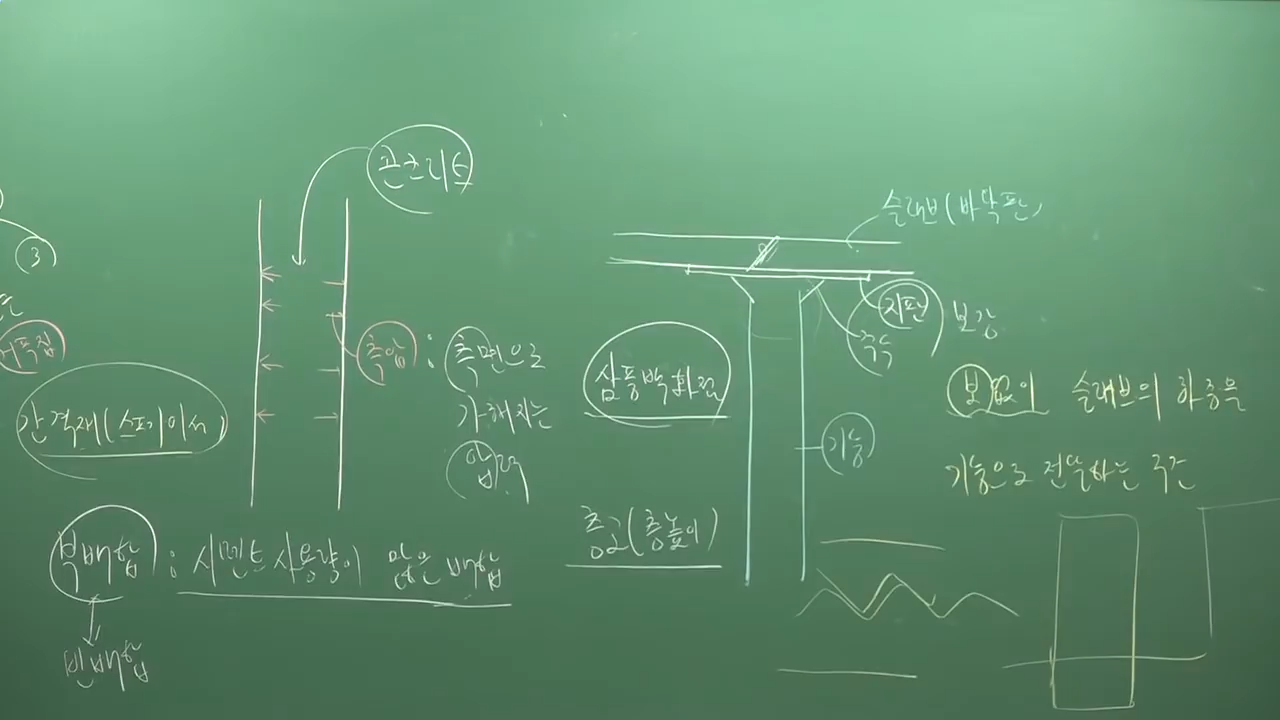 3
간격재(스페이서)
콘크리트
측압 : 측면으로
가해지는
압력
부배합 : 시멘트 사용량이 많은 배합
빈배합
슬래브(바닥판)
지판
보강
주두
삼풍백화점
기둥
층고(층높이)
보없이 슬래브의 하중을
기둥으로 전달하는 구조